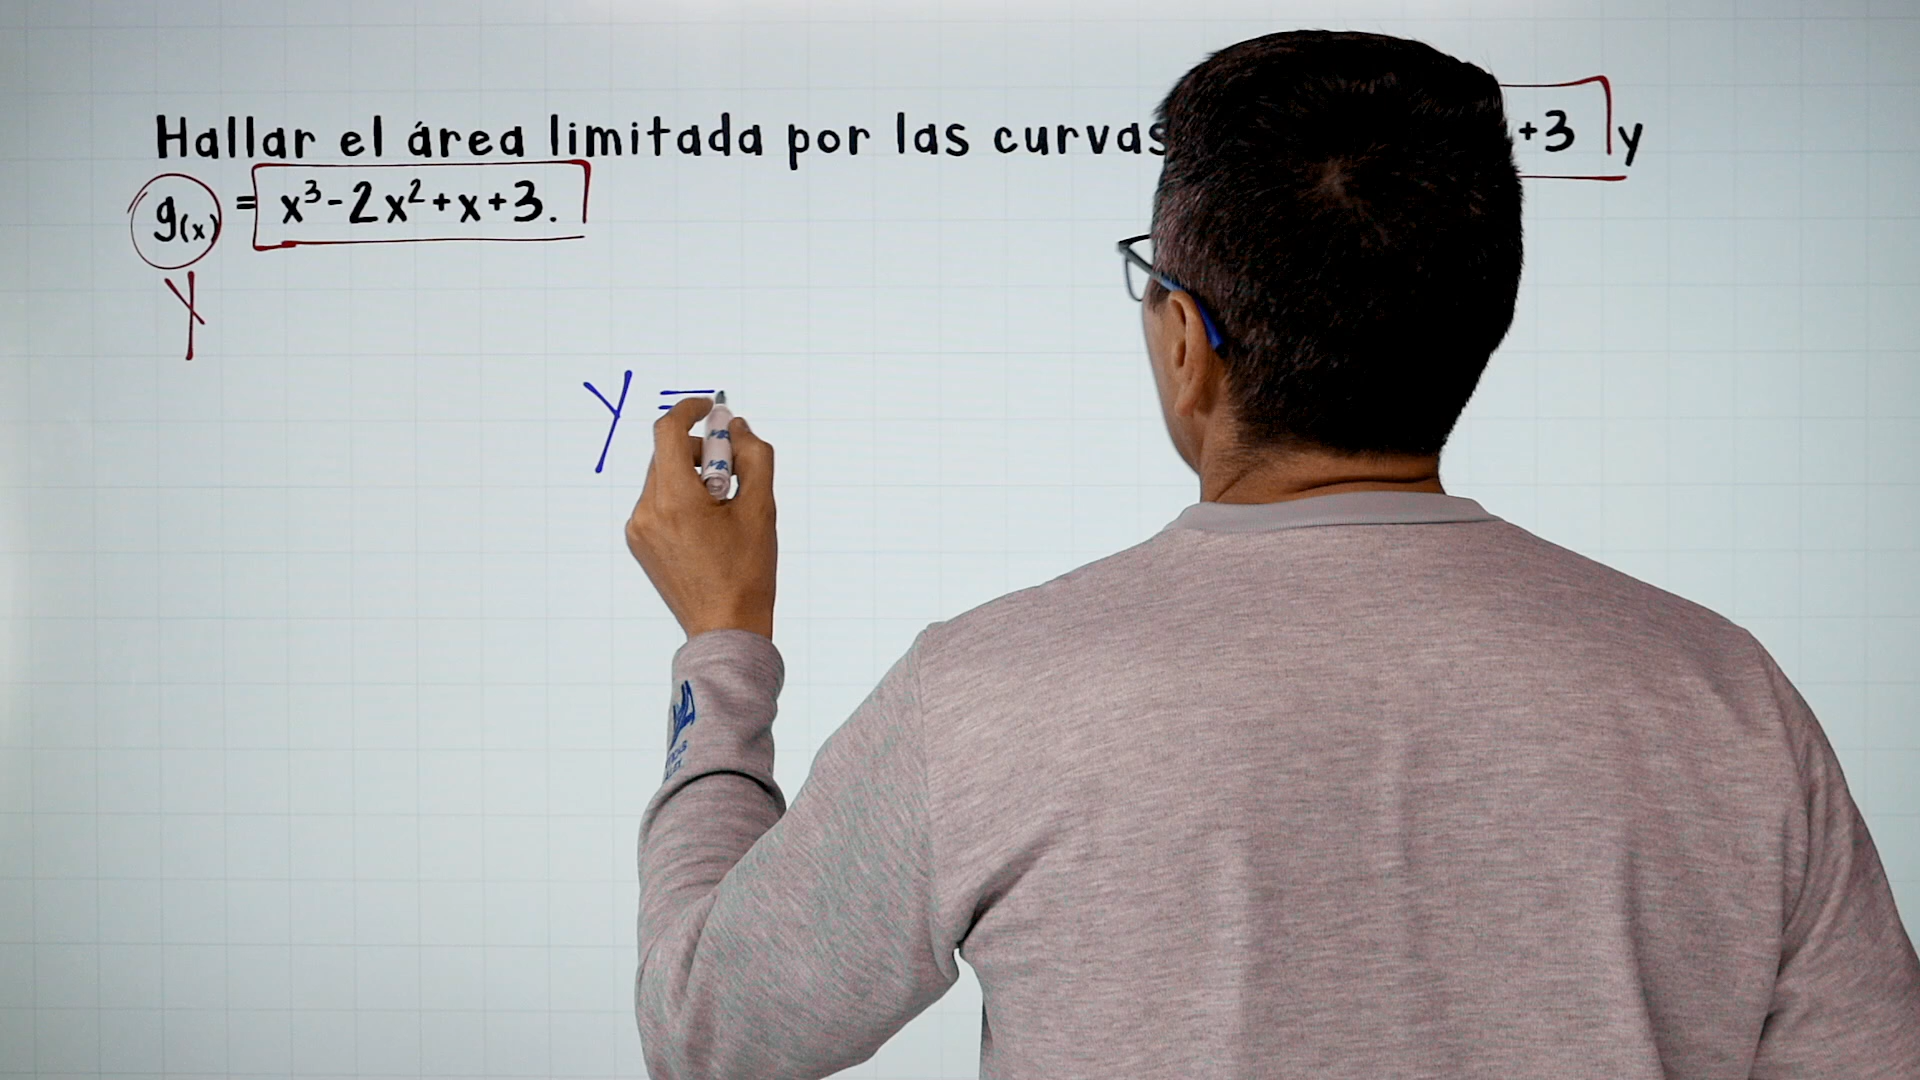 Hallar el área limitada por las curvas +3 y
g(x) = x³-2x²+x+3.
y
y =